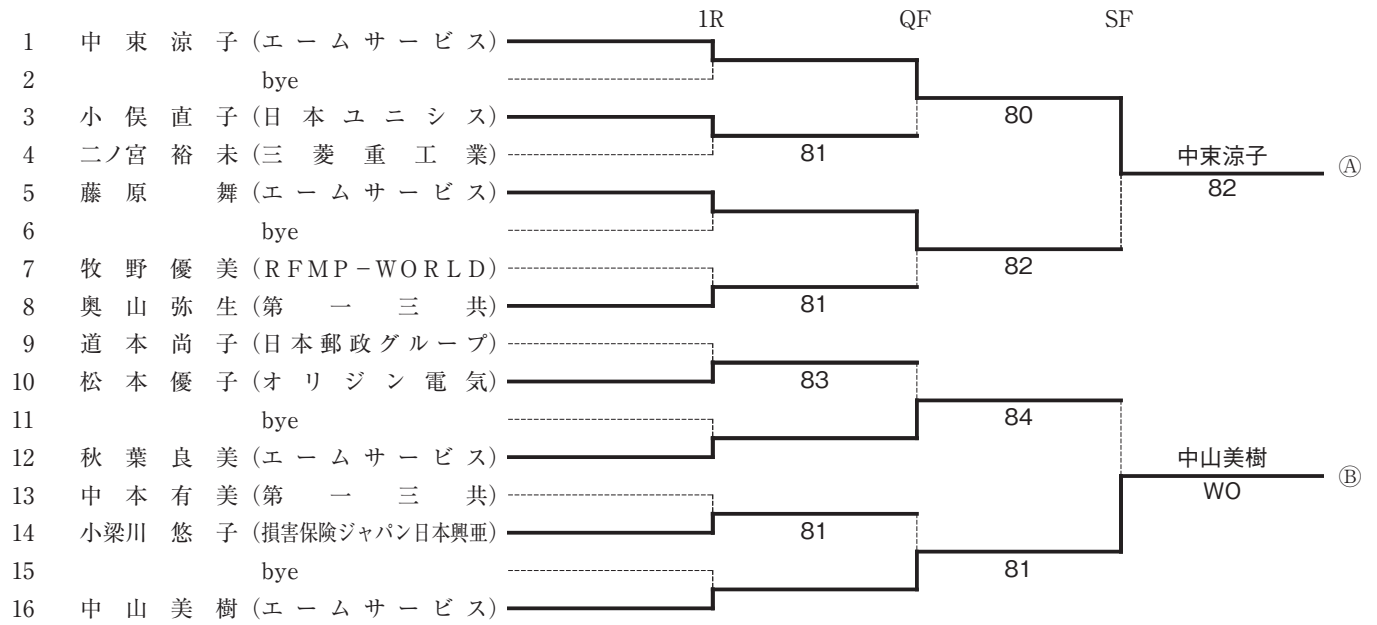 1R QF SF
1 中束涼子(エームサービス)
2 bye
80
3 小俣直子(日本ユニシス)
4 二ノ宮裕未(三菱重工業) 81 中束涼子 Ⓐ
5 藤原舞(エームサービス) 82
6 bye
7 牧野優美(RFMP−WORLD) 82
8 奥山弥生(第一三共) 81
9 道本尚子(日本郵政グループ)
10 松本優子(オリジン電気) 83
11 bye 84
12 秋葉良美(エームサービス) 中山美樹 Ⓑ
13 中本有美(第一三共) WO
14 小梁川悠子(損害保険ジャパン日本興亜) 81
15 bye 81
16 中山美樹(エームサービス)